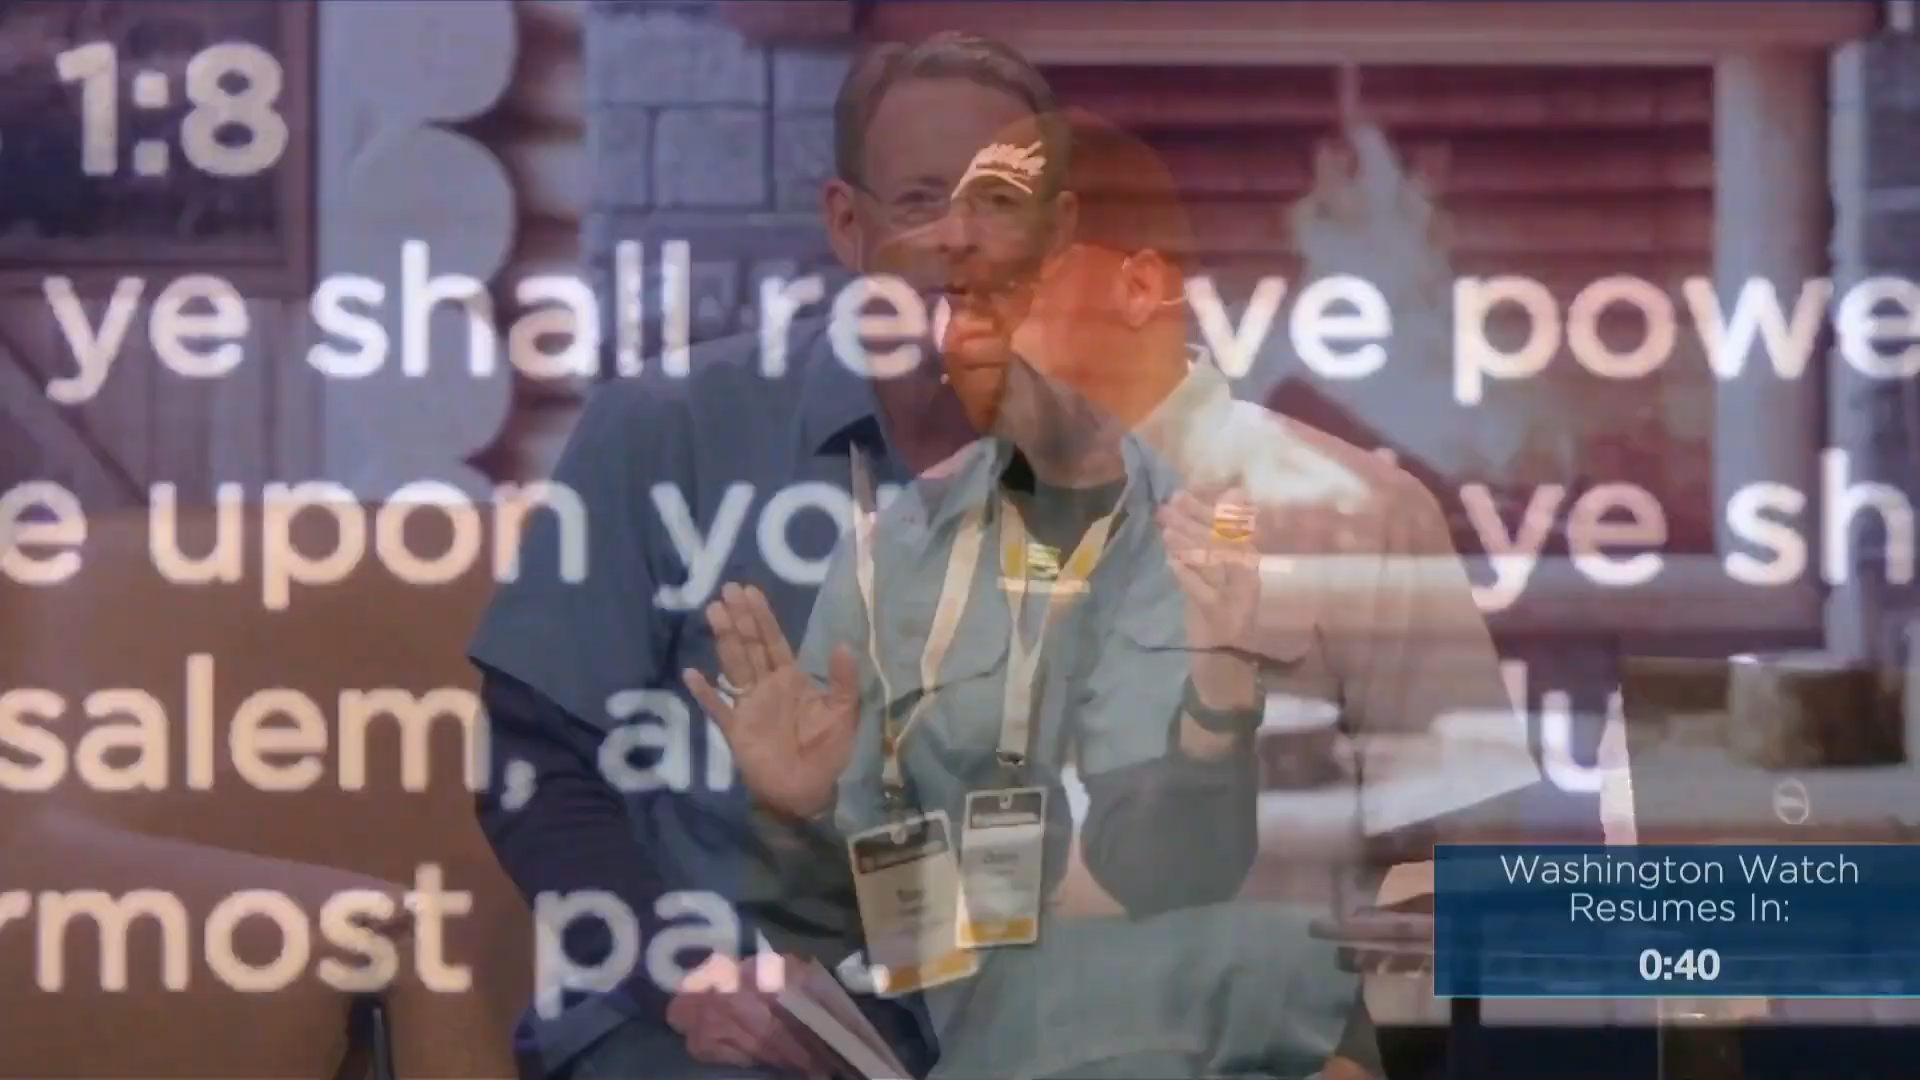 1:8
ye shall re ve powe
e upon yo ye sh
salem, a
rmost pa
Washington Watch
Resumes In:
0:40